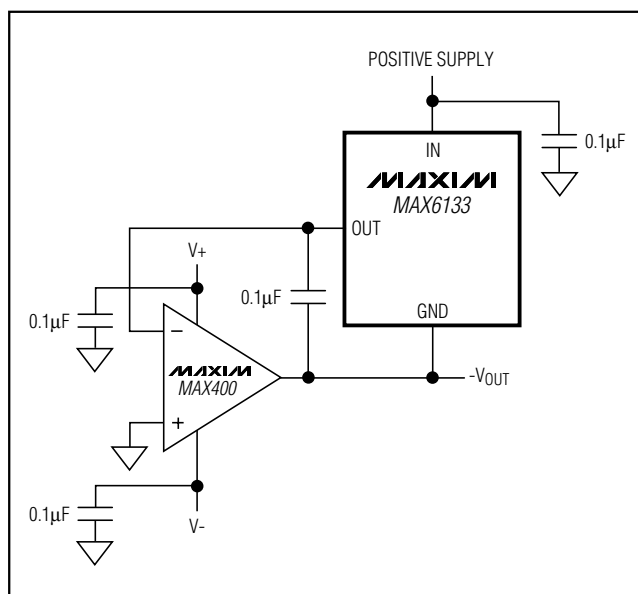 POSITIVE SUPPLY
IN
0.1µF
MAXIM
MAX6133
OUT
V+
0.1µF
0.1µF
GND
−
MAXIM
MAX400
-VOUT
+
0.1µF
V-